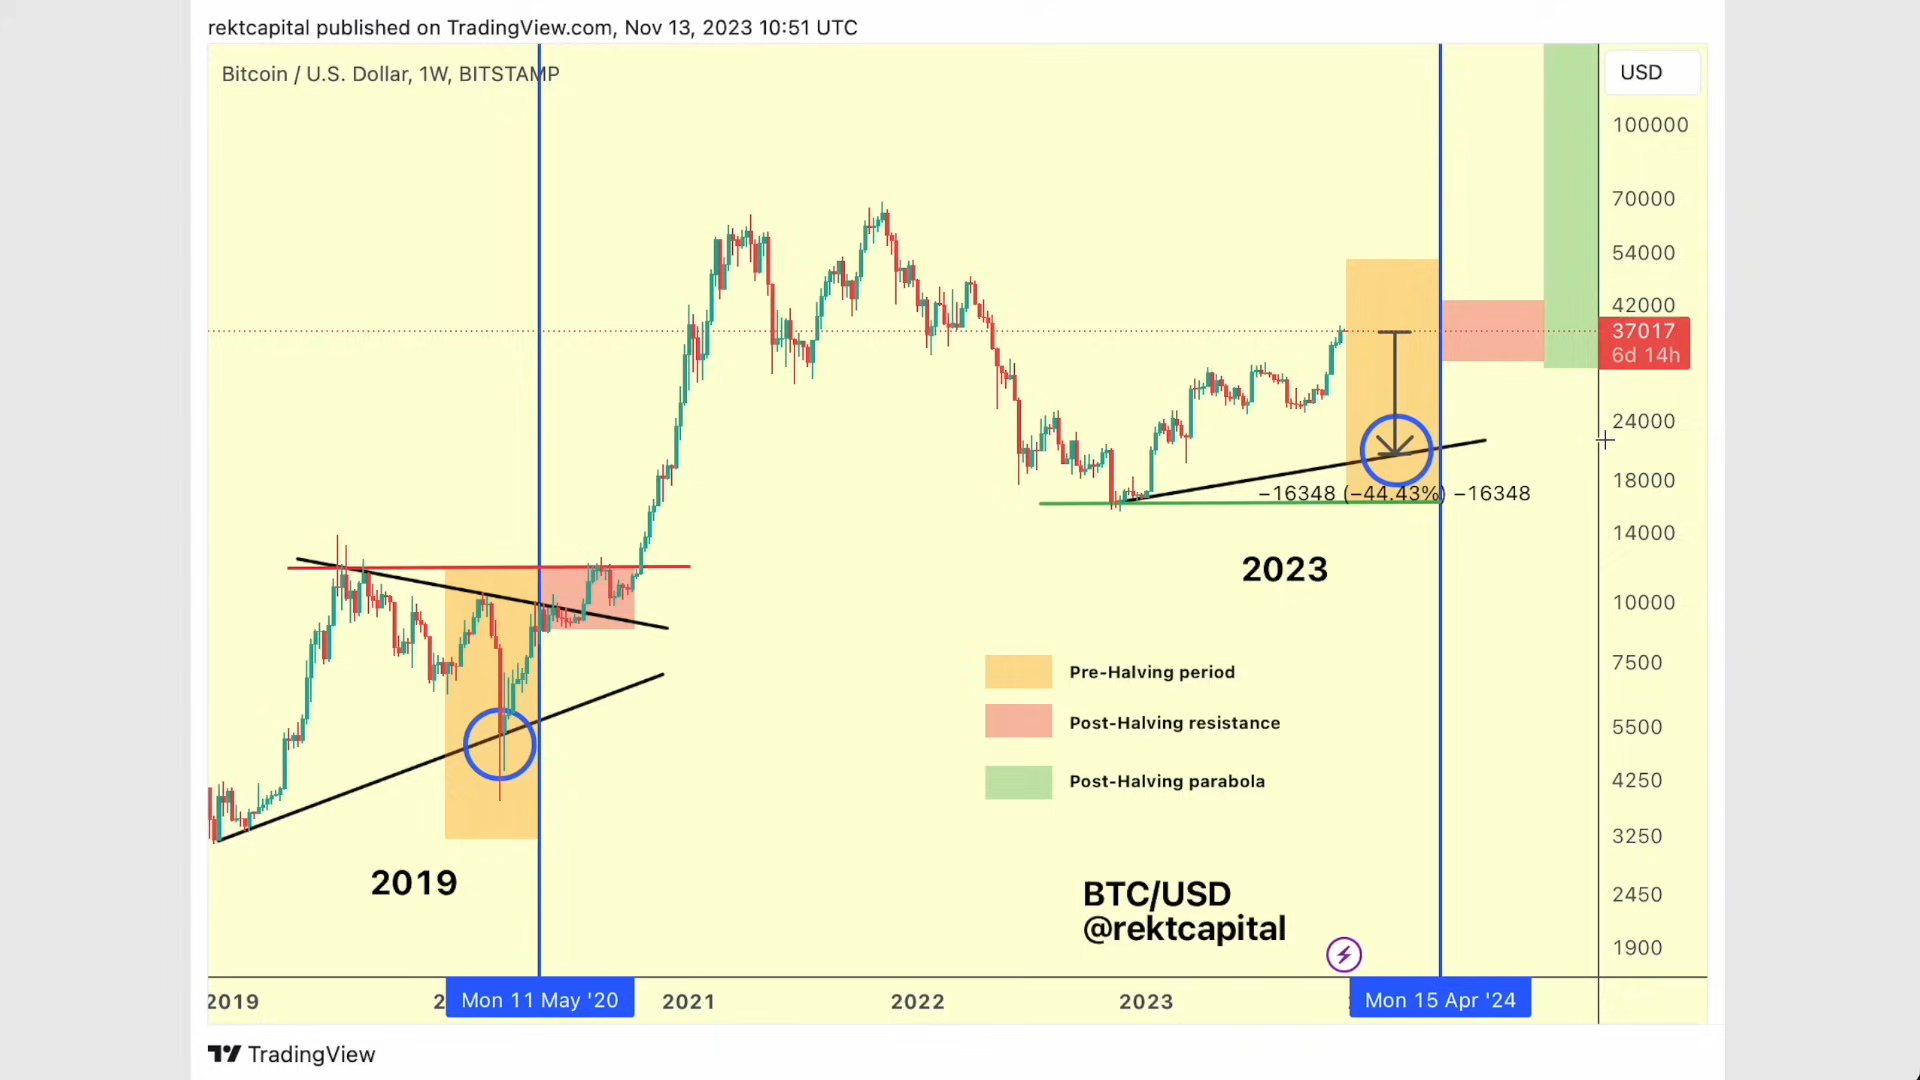 rektcapital published on TradingView.com, Nov 13, 2023 10:51 UTC
Bitcoin / U.S. Dollar, 1W, BITSTAMP
USD
100000
70000
54000
42000
37017
6d 14h
24000
18000
−16348 (−44.43%) −16348
14000
2023
10000
Pre-Halving period
7500
Post-Halving resistance
5500
Post-Halving parabola
4250
3250
2019
BTC/USD
2450
@rektcapital
1900
2019 2 Mon 11 May '20 2021 2022 2023 Mon 15 Apr '24
TradingView